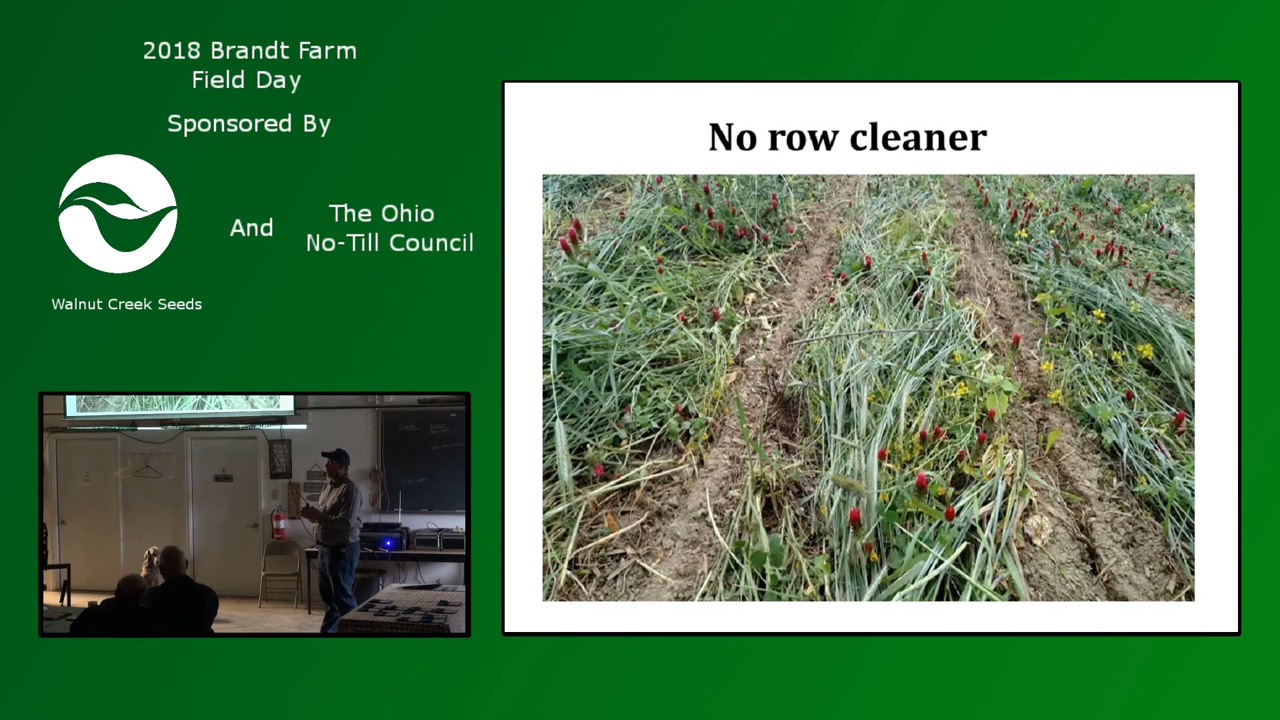 2018 Brandt Farm
Field Day
Sponsored By
And
The Ohio
No-Till Council
Walnut Creek Seeds
No row cleaner